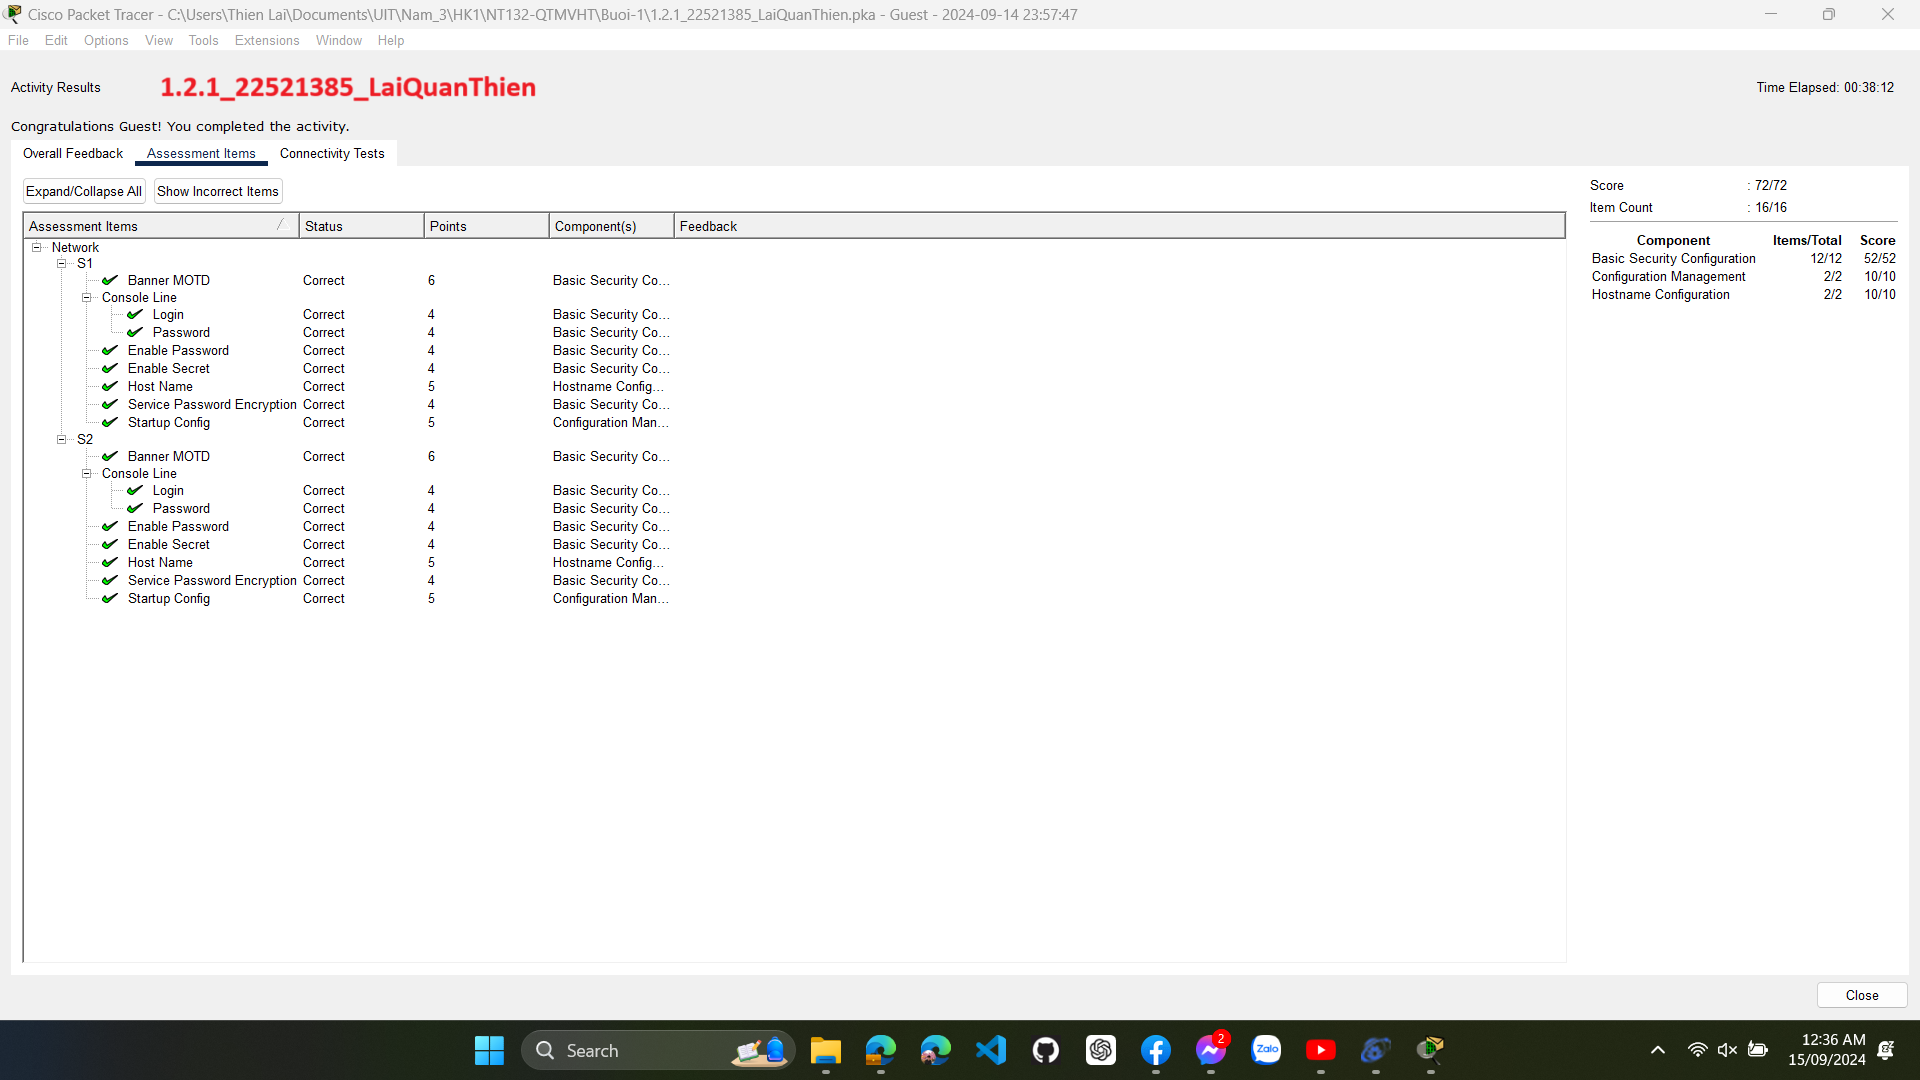 Cisco Packet Tracer - C:\Users\Thien Lai\Documents\UIT\Nam_3\HK1\NT132-QTMVHT\Buoi-1\1.2.1_22521385_LaiQuanThien.pka - Guest - 2024-09-14 23:57:47
File Edit Options View Tools Extensions Window Help
Activity Results 1.2.1_22521385_LaiQuanThien Time Elapsed: 00:38:12
Congratulations Guest! You completed the activity.
Overall Feedback Assessment Items Connectivity Tests
Expand/Collapse All Show Incorrect Items
Assessment Items Status Points Component(s) Feedback
Network
S1
Banner MOTD Correct 6 Basic Security Co...
Console Line
Login Correct 4 Basic Security Co...
Password Correct 4 Basic Security Co...
Enable Password Correct 4 Basic Security Co...
Enable Secret Correct 4 Basic Security Co...
Host Name Correct 5 Hostname Config...
Service Password Encryption Correct 4 Basic Security Co...
Startup Config Correct 5 Configuration Man...
S2
Banner MOTD Correct 6 Basic Security Co...
Console Line
Login Correct 4 Basic Security Co...
Password Correct 4 Basic Security Co...
Enable Password Correct 4 Basic Security Co...
Enable Secret Correct 4 Basic Security Co...
Host Name Correct 5 Hostname Config...
Service Password Encryption Correct 4 Basic Security Co...
Startup Config Correct 5 Configuration Man...
Score : 72/72
Item Count : 16/16
Component Items/Total Score
Basic Security Configuration 12/12 52/52
Configuration Management 2/2 10/10
Hostname Configuration 2/2 10/10
Close
Search
2
Zalo
12:36 AM
15/09/2024